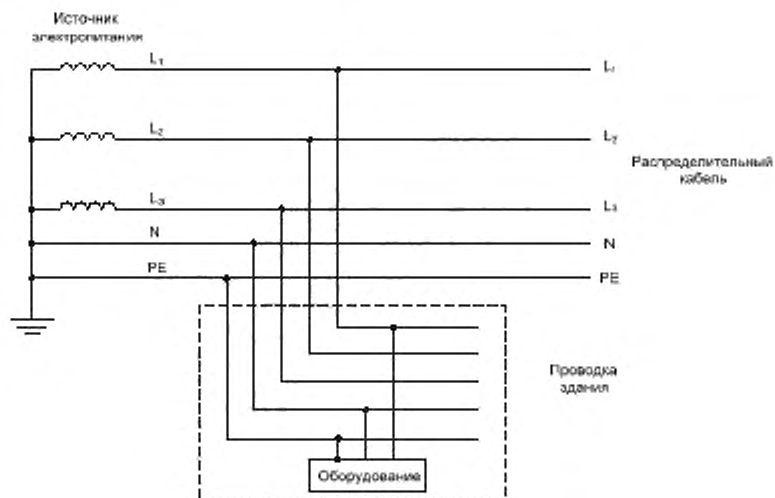 Источник
электропитания
L₁
L₁
L₂
L₂
Распределительный
кабель
L₃
L₃
N
N
PE
PE
Проводка
здания
Оборудование